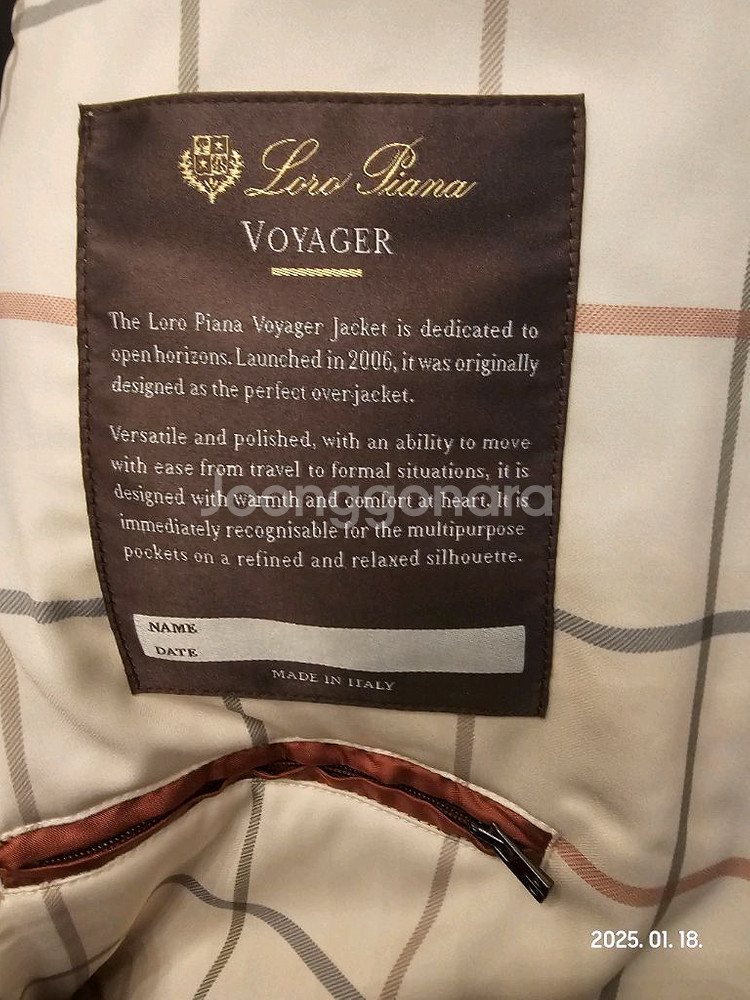 Loro Piana
VOYAGER
The Loro Piana Voyager Jacket is dedicated to
open horizons. Launched in 2006, it was originally
designed as the perfect over-jacket.
Versatile and polished, with an ability to move
with ease from travel to formal situations, it is
designed with warmth and comfort at heart. It is
immediately recognisable for the multipurpose
pockets on a refined and relaxed silhouette.
Joonggonara
NAME
DATE
MADE IN ITALY
2025. 01. 18.